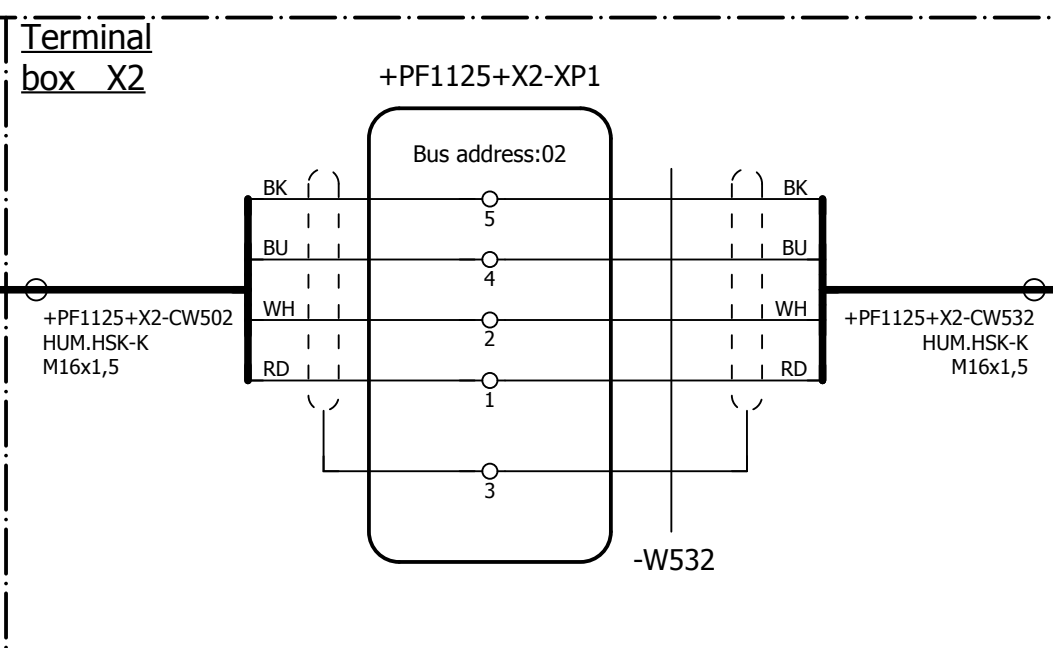 Terminal
box X2
+PF1125+X2-XP1
Bus address:02
BK
BK
5
BU
BU
4
WH
WH
2
RD
RD
1
3
+PF1125+X2-CW502
HUM.HSK-K
M16x1,5
+PF1125+X2-CW532
HUM.HSK-K
M16x1,5
-W532